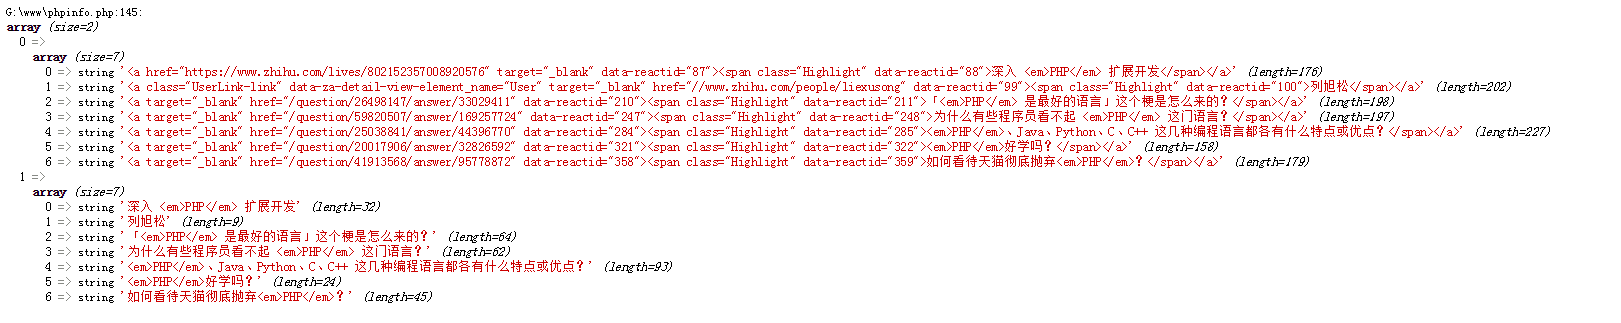 G:\www\phpinfo.php:145:
array (size=2)
0 =>
array (size=7)
0 => string '<a href="https://www.zhihu.com/lives/802152357008920576" target="_blank" data-reactid="87"><span class="Highlight" data-reactid="88">深入 <em>PHP</em> 扩展开发</span></a>' (length=176)
1 => string '<a class="UserLink-link" data-za-detail-view-element_name="User" target="_blank" href="//www.zhihu.com/people/liexusong" data-reactid="99"><span class="Highlight" data-reactid="100">列旭松</span></a>' (length=202)
2 => string '<a target="_blank" href="/question/26498147/answer/33029411" data-reactid="210"><span class="Highlight" data-reactid="211">「<em>PHP</em> 是最好的语言」这个梗是怎么来的？</span></a>' (length=198)
3 => string '<a target="_blank" href="/question/59820507/answer/169257724" data-reactid="247"><span class="Highlight" data-reactid="248">为什么有些程序员看不起 <em>PHP</em> 这门语言？</span></a>' (length=197)
4 => string '<a target="_blank" href="/question/25038841/answer/44396770" data-reactid="284"><span class="Highlight" data-reactid="285"><em>PHP</em>、Java、Python、C、C++ 这几种编程语言都各有什么特点或优点？</span></a>' (length=227)
5 => string '<a target="_blank" href="/question/20017906/answer/32826592" data-reactid="321"><span class="Highlight" data-reactid="322"><em>PHP</em>好学吗？</span></a>' (length=158)
6 => string '<a target="_blank" href="/question/41913568/answer/95778872" data-reactid="358"><span class="Highlight" data-reactid="359">如何看待天猫彻底抛弃<em>PHP</em>？</span></a>' (length=179)
1 =>
array (size=7)
0 => string '深入 <em>PHP</em> 扩展开发' (length=32)
1 => string '列旭松' (length=9)
2 => string '「<em>PHP</em> 是最好的语言」这个梗是怎么来的？' (length=64)
3 => string '为什么有些程序员看不起 <em>PHP</em> 这门语言？' (length=62)
4 => string '<em>PHP</em>、Java、Python、C、C++ 这几种编程语言都各有什么特点或优点？' (length=93)
5 => string '<em>PHP</em>好学吗？' (length=24)
6 => string '如何看待天猫彻底抛弃<em>PHP</em>？' (length=45)